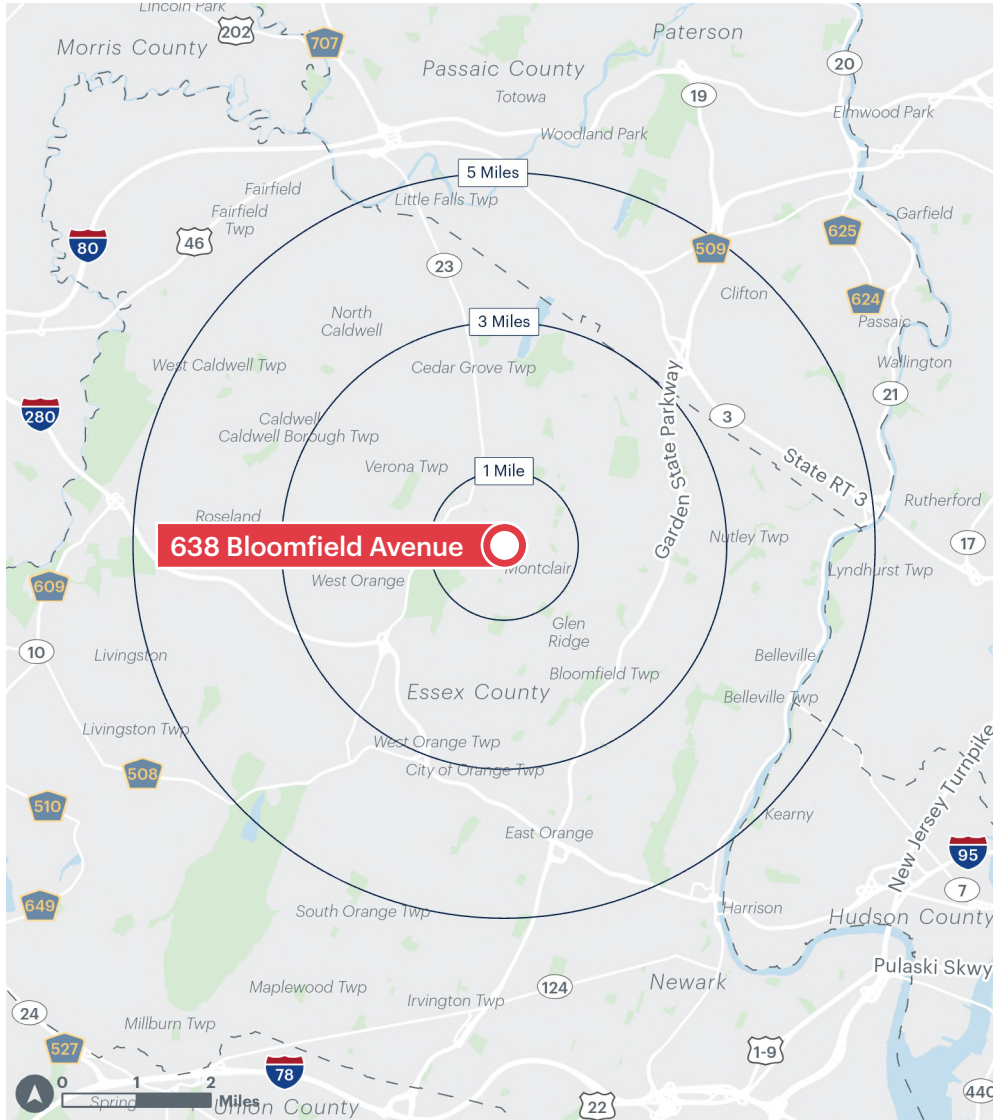 Lincoln Park
202
707
Morris County
Paterson
Passaic County
20
Totowa
19
Elmwood Park
Woodland Park
5 Miles
Fairfield
Little Falls Twp
Fairfield
Twp
Garfield
625
80
46
509
23
Clifton
624
North
Caldwell
3 Miles
Passaic
West Caldwell Twp
Cedar Grove Twp
Wallington
21
280
Garden State Parkway
3
Caldwell
Caldwell Borough Twp
Verona Twp
1 Mile
State RT 3
Rutherford
Roseland
638 Bloomfield Avenue
Nutley Twp
17
Montclair
Lyndhurst Twp
West Orange
609
Glen
Ridge
10
Livingston
Belleville
Bloomfield Twp
Essex County
Belleville Twp
Livingston Twp
West Orange Twp
City of Orange Twp
508
New Jersey Turnpike
510
Kearny
East Orange
95
7
649
South Orange Twp
Harrison
Hudson County
Pulaski Skwy
Newark
Maplewood Twp
124
Irvington Twp
24
Millburn Twp
527
1-9
78
0 1 2
Miles
Spring
Union County
22
440